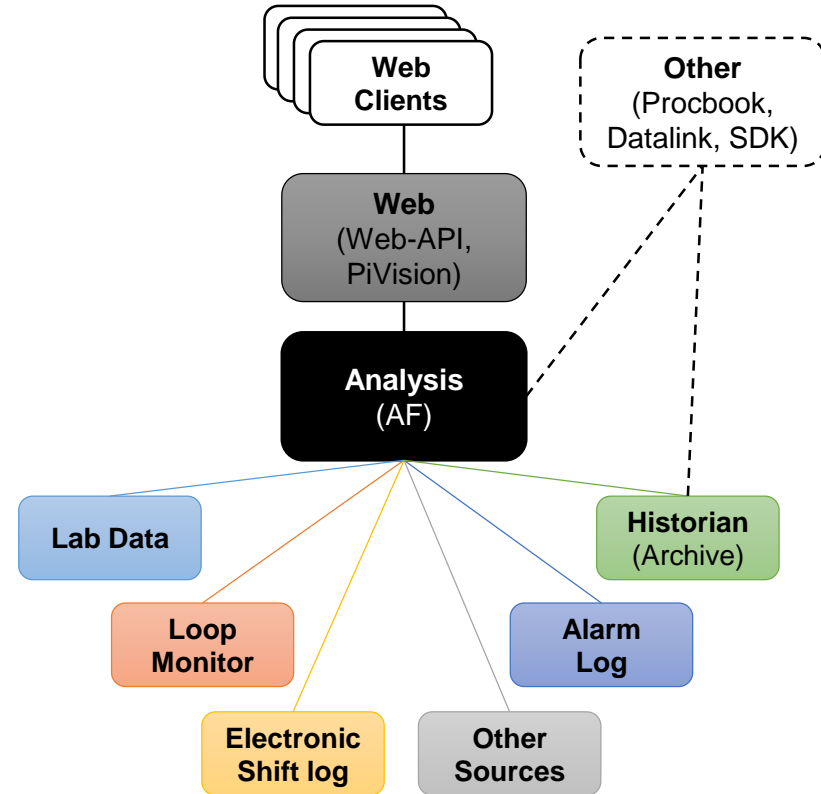 Web
Clients
Other
(Procbook,
Datalink, SDK)
Web
(Web-API,
PiVision)
Analysis
(AF)
Lab Data
Historian
(Archive)
Loop
Monitor
Alarm
Log
Electronic
Shift log
Other
Sources